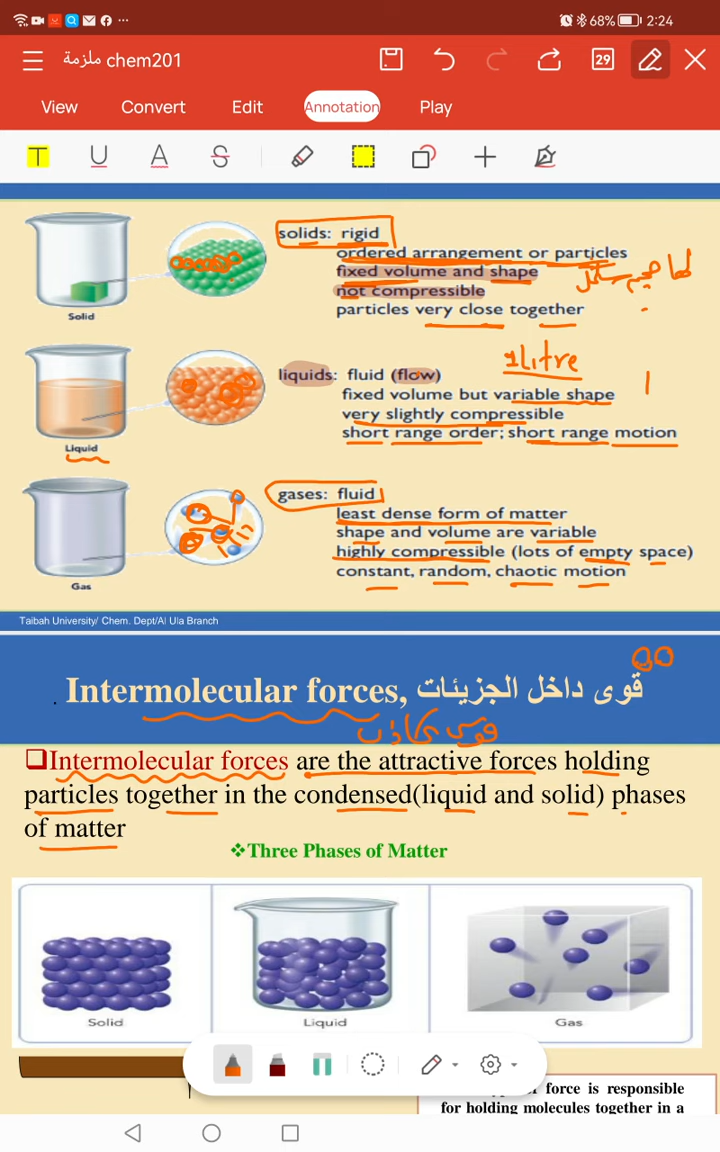 68% 2:24
ملزمة chem201
29
View Convert Edit Annotation Play
T U A S
solids: rigid
ordered arrangement or particles
fixed volume and shape
not compressible
particles very close together
Solid
1Litre
liquids: fluid (flow)
fixed volume but variable shape
very slightly compressible
short range order; short range motion
Liquid
gases: fluid
least dense form of matter
shape and volume are variable
highly compressible (lots of empty space)
constant, random, chaotic motion
Gas
Taibah University/ Chem. Dept/Al Ula Branch
Intermolecular forces, قوى داخل الجزيئات
قوى تجاذب
❑Intermolecular forces are the attractive forces holding
particles together in the condensed(liquid and solid) phases
of matter
❖Three Phases of Matter
Solid Liquid Gas
force is responsible
for holding molecules together in a